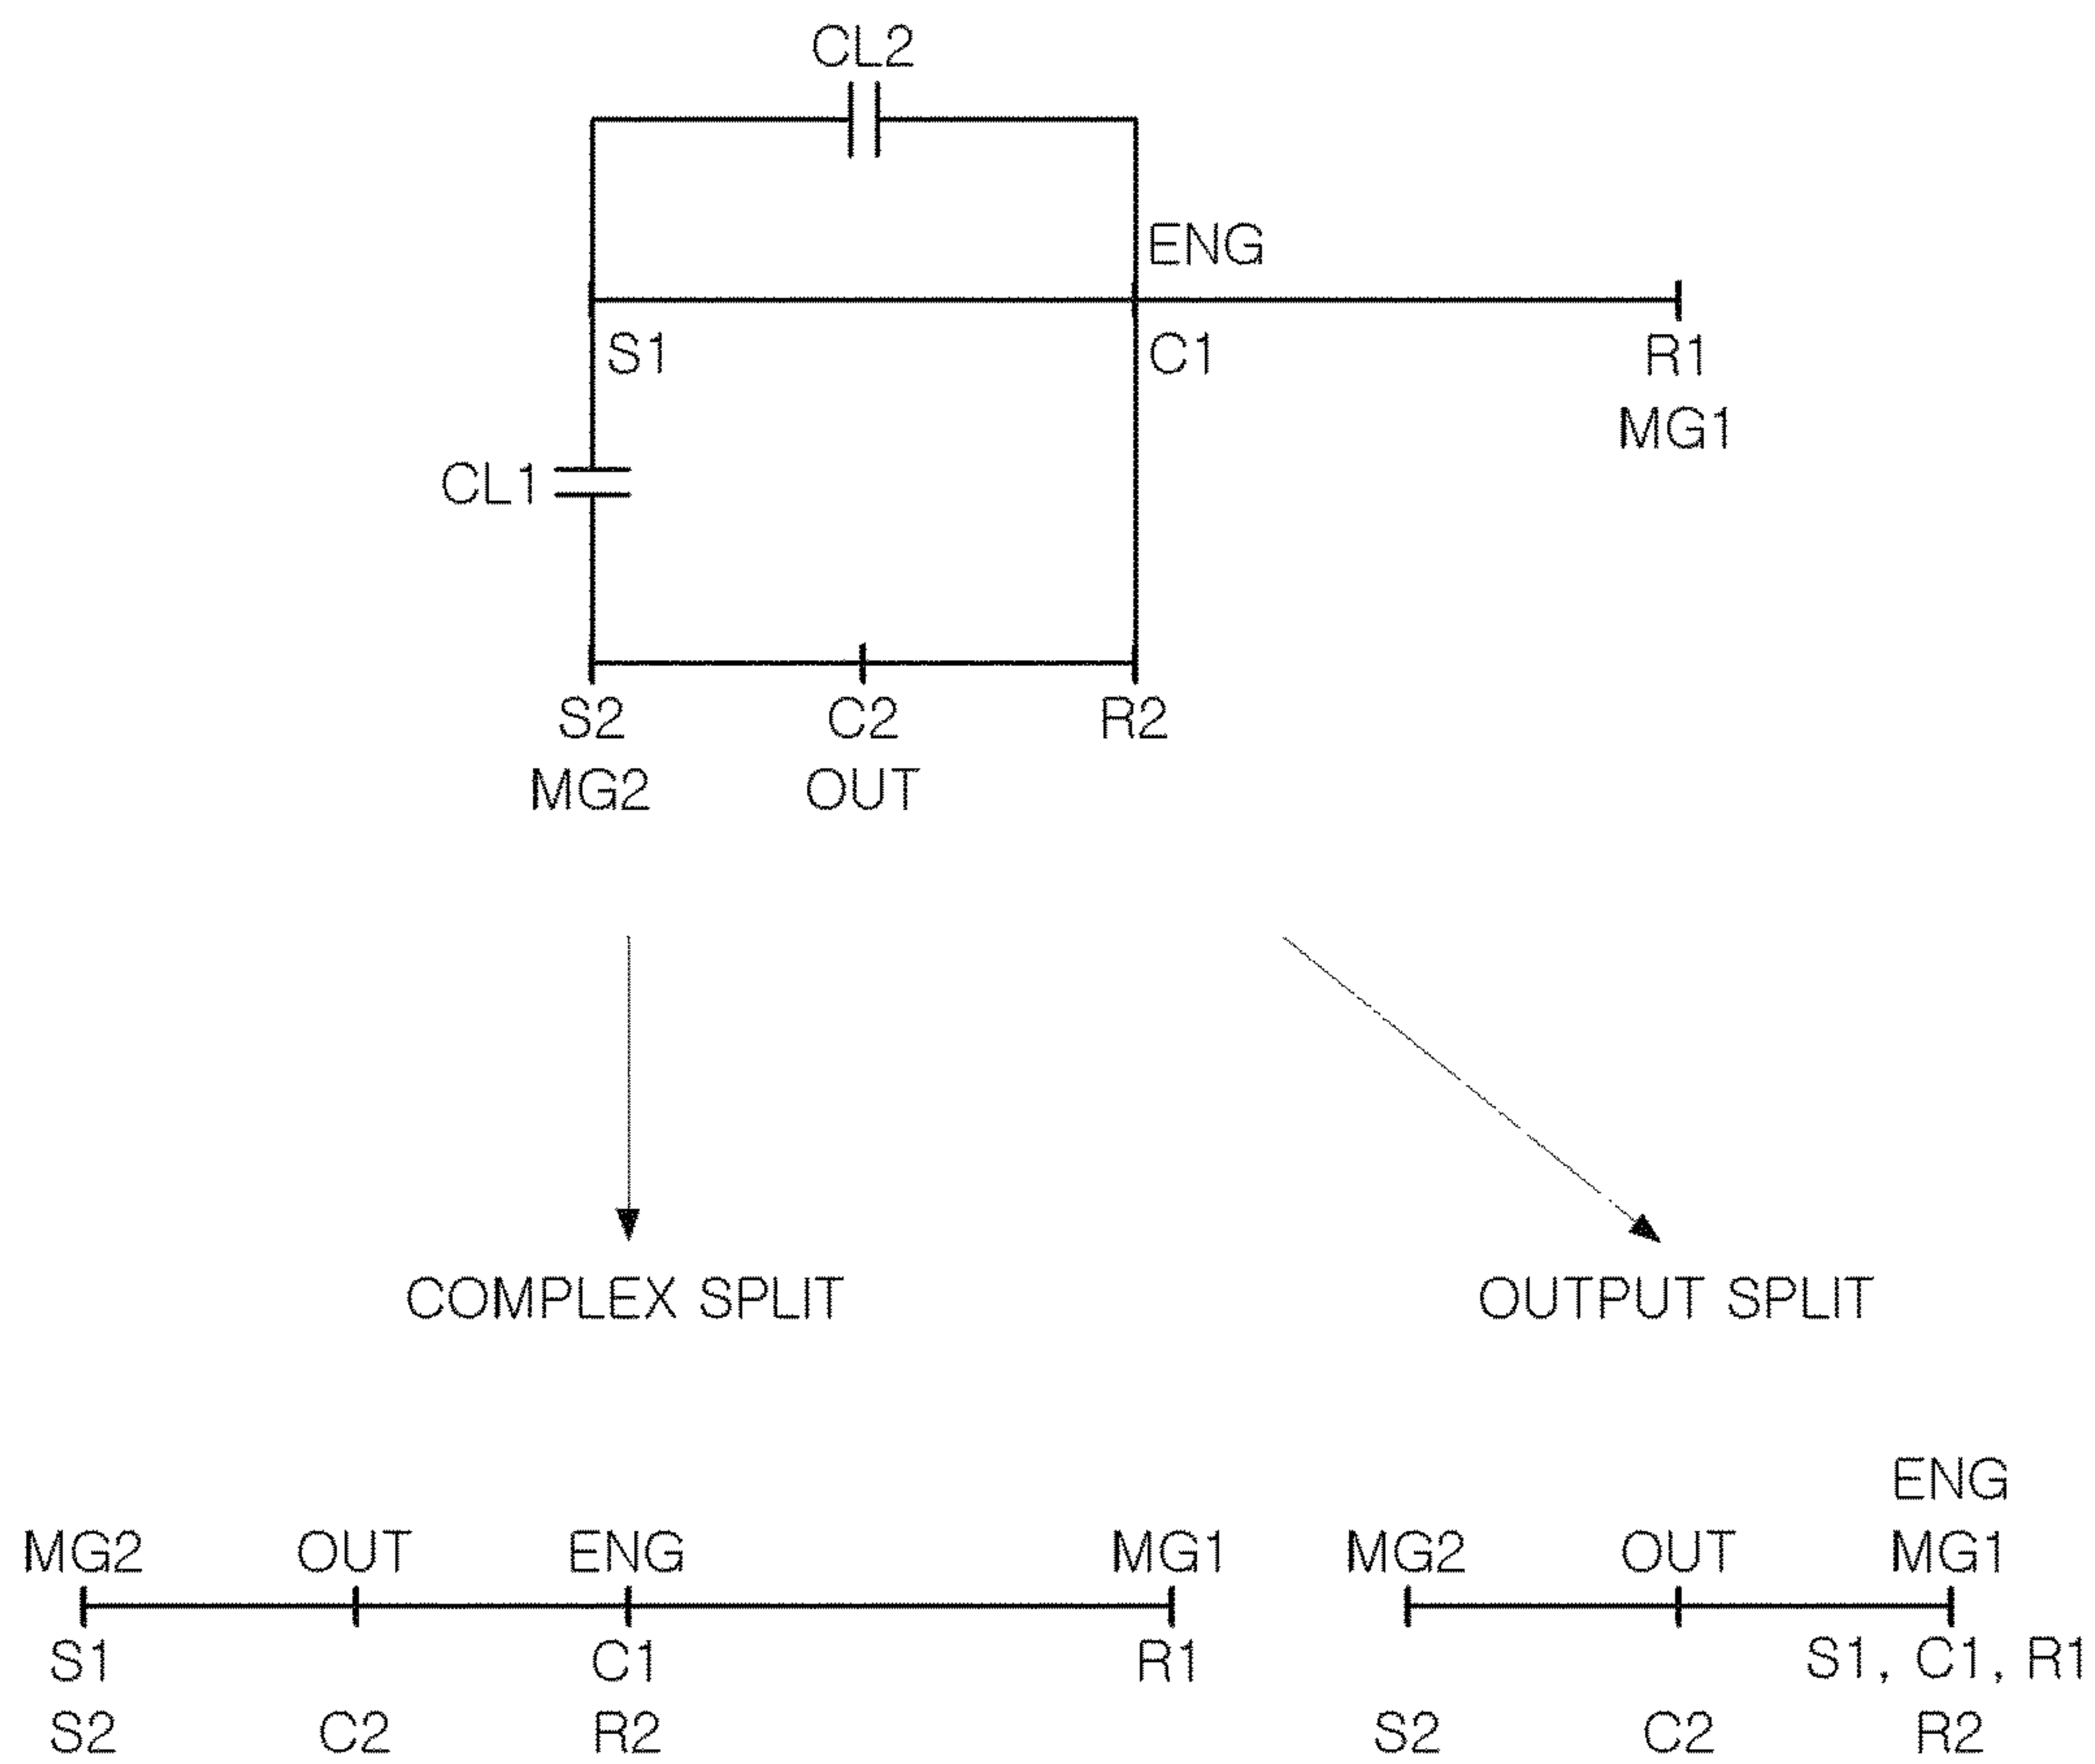 CL2
ENG
S1
C1
R1
MG1
CL1
S2
C2
R2
MG2
OUT
COMPLEX SPLIT
OUTPUT SPLIT
MG2
OUT
ENG
MG1
S1
C1
R1
S2
C2
R2
ENG
MG2
OUT
MG1
S1, C1, R1
S2
C2
R2